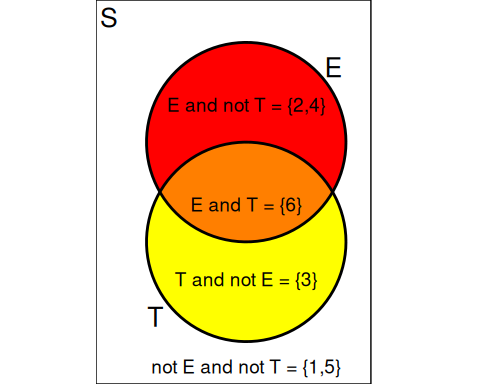 S
E
E and not T = {2,4}
E and T = {6}
T and not E = {3}
T
not E and not T = {1,5}